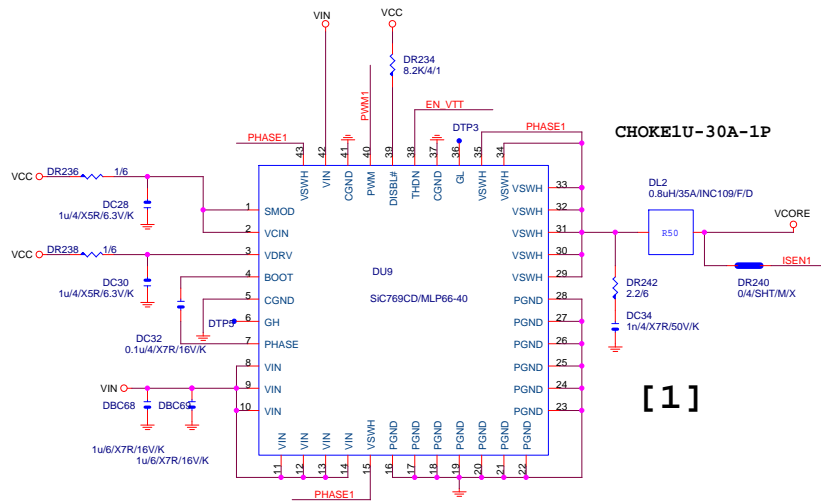 VIN
VCC
DR234
8.2K/4/1
PWM1
EN_VTT
DTP3
PHASE1
PHASE1
CHOKE1U-30A-1P
43
42
41
40
39
38
37
36
35
34
VSWH
VIN
CGND
PWM
DISBL#
THDN
CGND
GL
VSWH
VSWH
VCC
DR236
1/6
DC28
1u/4/X5R/6.3V/K
VCC
DR238
1/6
DC30
1u/4/X5R/6.3V/K
DC32
0.1u/4/X7R/16V/K
DTP5
VIN
DBC68
DBC69
1u/6/X7R/16V/K
1u/6/X7R/16V/K
1 SMOD
2 VCIN
3 VDRV
4 BOOT
5 CGND
6 GH
7 PHASE
8 VIN
9 VIN
10 VIN
DU9
SiC769CD/MLP66-40
VSWH 33
VSWH 32
VSWH 31
VSWH 30
VSWH 29
PGND 28
PGND 27
PGND 26
PGND 25
PGND 24
PGND 23
VIN
VIN
VIN
VIN
VSWH
PGND
PGND
PGND
PGND
PGND
PGND
PGND
11
12
13
14
15
16
17
18
19
20
21
22
PHASE1
DL2
0.8uH/35A/INC109/F/D
R50
VCORE
ISEN1
DR240
0/4/SHT/M/X
DR242
2.2/6
DC34
1n/4/X7R/50V/K
[1]